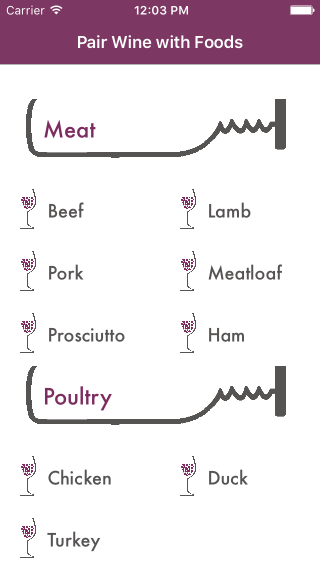 Carrier 12:03 PM
Pair Wine with Foods
Meat
Beef Lamb
Pork Meatloaf
Prosciutto Ham
Poultry
Chicken Duck
Turkey